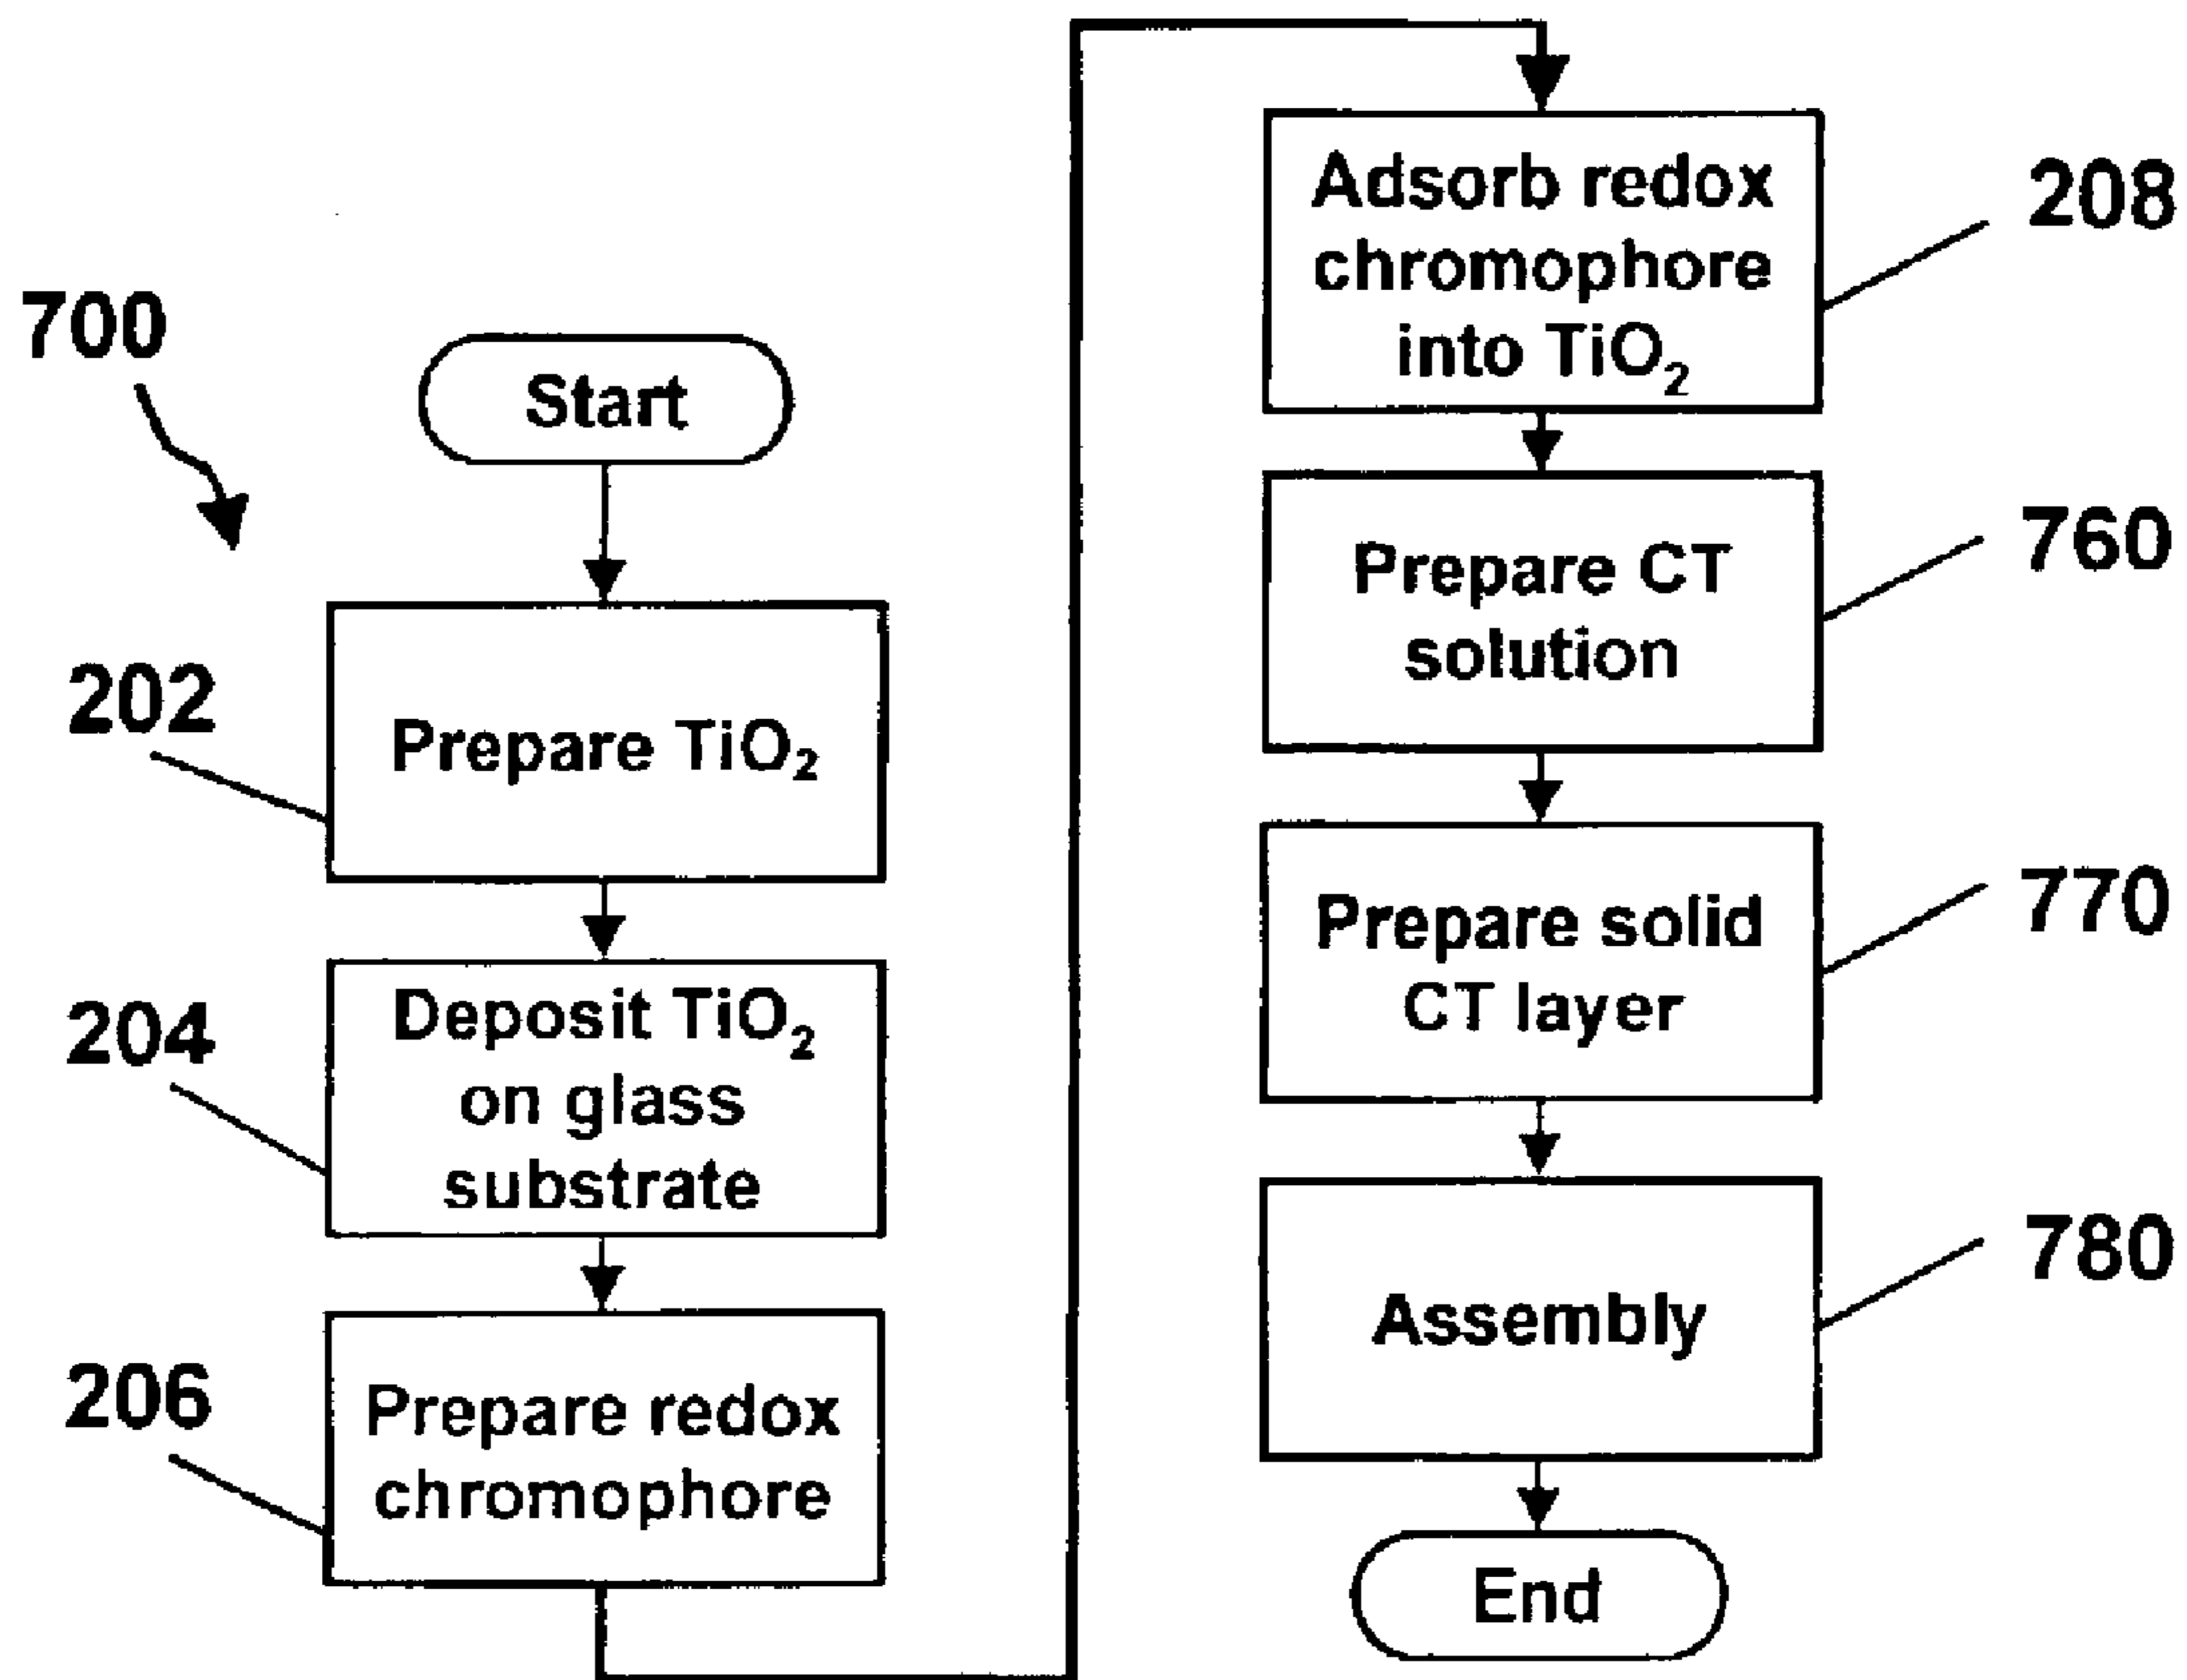 700
Start
202
Prepare TiO₂
204
Deposit TiO₂
on glass
substrate
206
Prepare redox
chromophore
Adsorb redox
chromophore
into TiO₂
208
Prepare CT
solution
760
Prepare solid
CT layer
770
Assembly
780
End